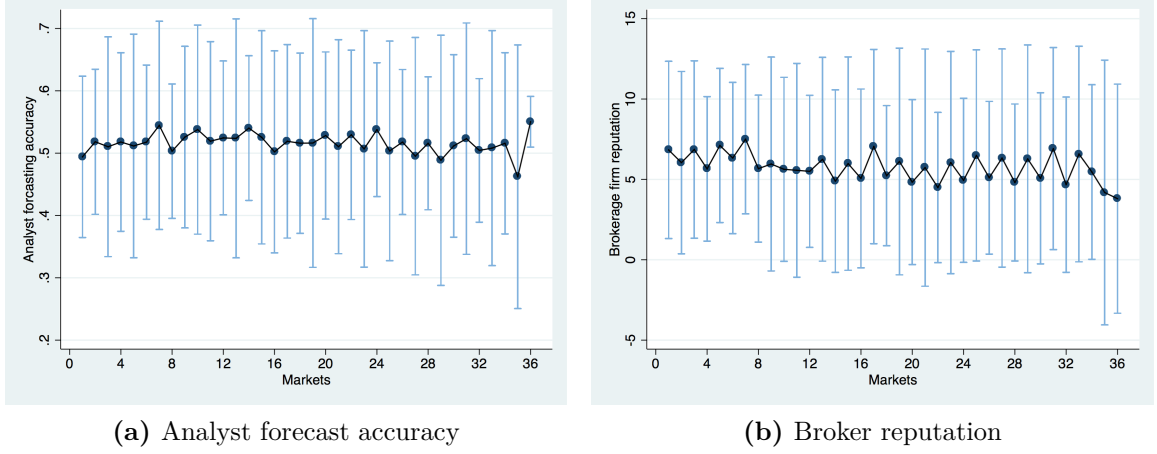 .7
.6
.5
.4
.3
.2
Analyst forcasting accuracy
0 4 8 12 16 20 24 28 32 36
Markets
(a) Analyst forecast accuracy
15
10
5
0
-5
Brokerage firm reputation
0 4 8 12 16 20 24 28 32 36
Markets
(b) Broker reputation